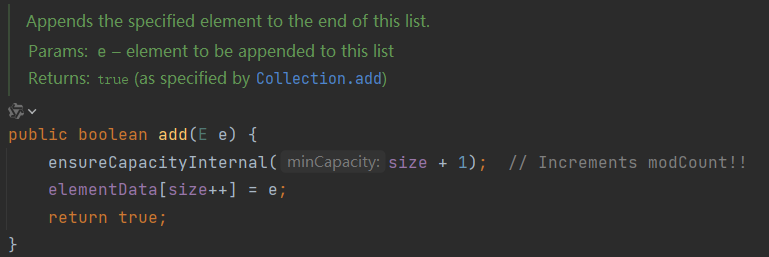 Appends the specified element to the end of this list.
Params: e – element to be appended to this list
Returns: true (as specified by Collection.add)
public boolean add(E e) {
    ensureCapacityInternal( minCapacity: size + 1);  // Increments modCount!!
    elementData[size++] = e;
    return true;
}